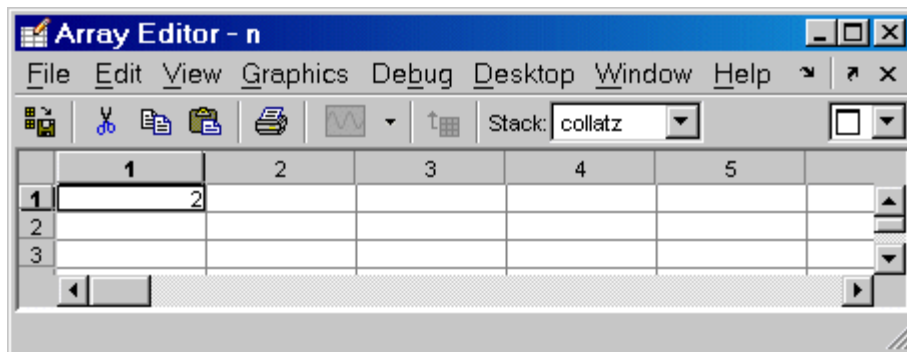 Array Editor - n
File Edit View Graphics Debug Desktop Window Help
Stack: collatz
1 2 3 4 5
1 2
2
3